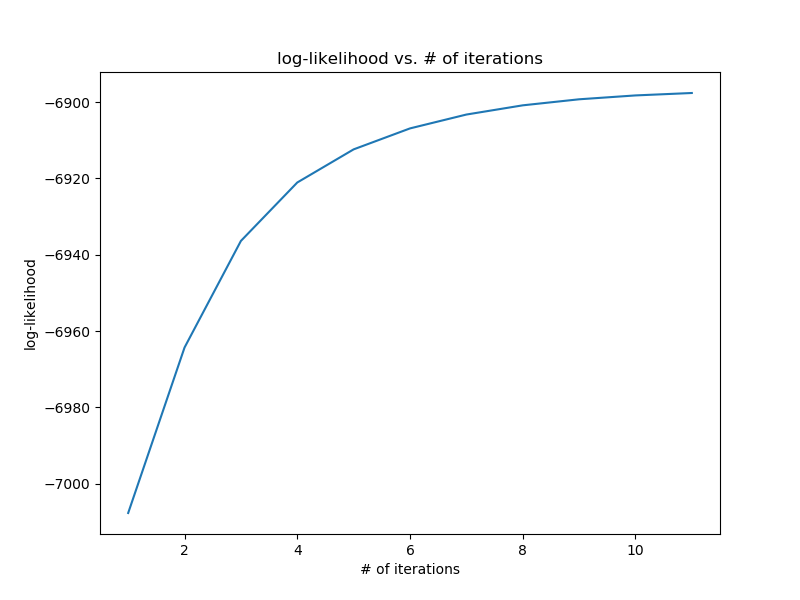 log-likelihood vs. # of iterations
log-likelihood
−6900
−6920
−6940
−6960
−6980
−7000
2 4 6 8 10
# of iterations